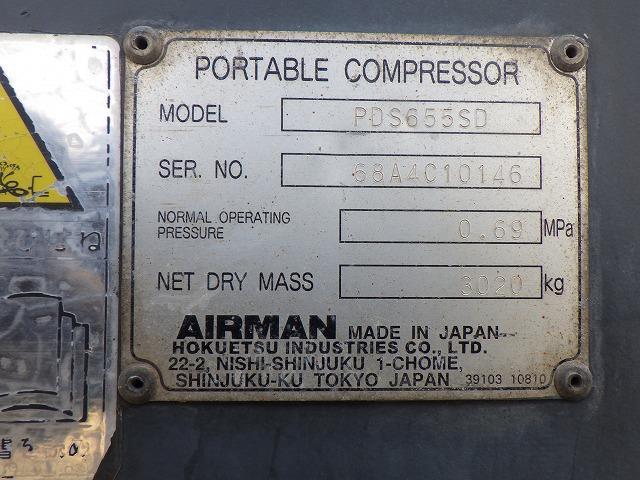 PORTABLE COMPRESSOR
MODEL PDS655SD
SER. NO. 68A4C10146
NORMAL OPERATING
PRESSURE 0.69 MPa
NET DRY MASS 3020 kg
AIRMAN MADE IN JAPAN
HOKUETSU INDUSTRIES CO., LTD.
22-2, NISHI-SHINJUKU 1-CHOME,
SHINJUKU-KU TOKYO JAPAN 39103 10810